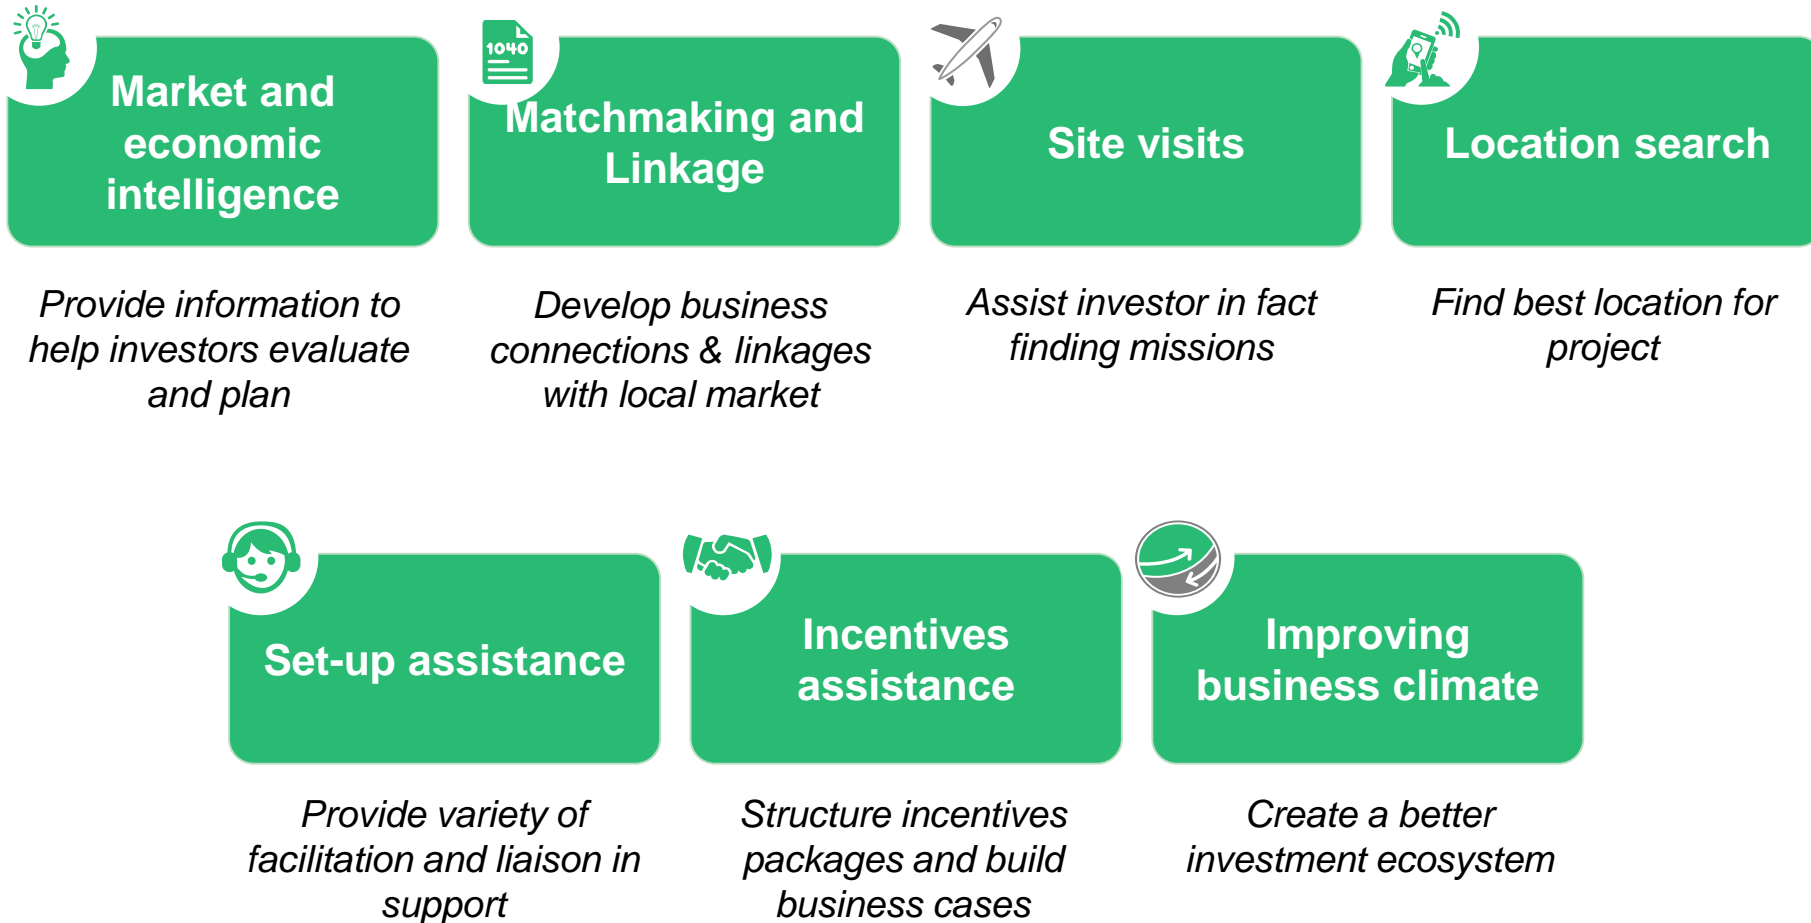 Market and
economic
intelligence
Provide information to
help investors evaluate
and plan
1040
Matchmaking and
Linkage
Develop business
connections & linkages
with local market
Site visits
Assist investor in fact
finding missions
Location search
Find best location for
project
Set-up assistance
Provide variety of
facilitation and liaison in
support
Incentives
assistance
Structure incentives
packages and build
business cases
Improving
business climate
Create a better
investment ecosystem